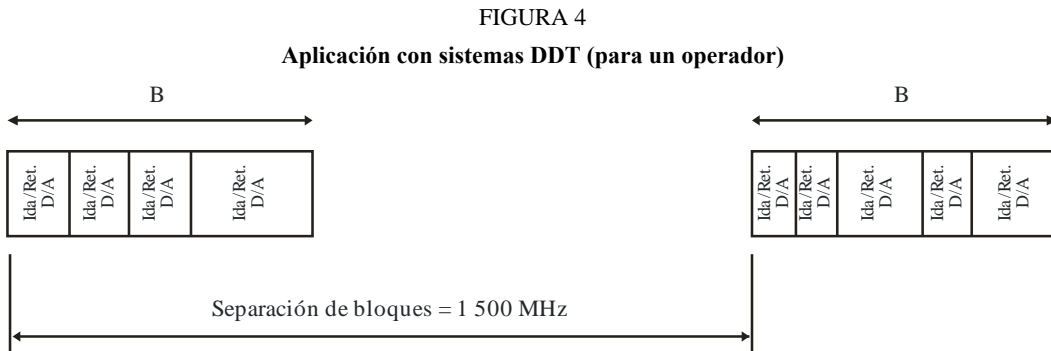 FIGURA 4
Aplicación con sistemas DDT (para un operador)
B
B
Ida/Ret.
D/A
Ida/Ret.
D/A
Ida/Ret.
D/A
Ida/Ret.
D/A
Ida/Ret.
D/A
Ida/Ret.
D/A
Ida/Ret.
D/A
Ida/Ret.
D/A
Ida/Ret.
D/A
Separación de bloques = 1 500 MHz